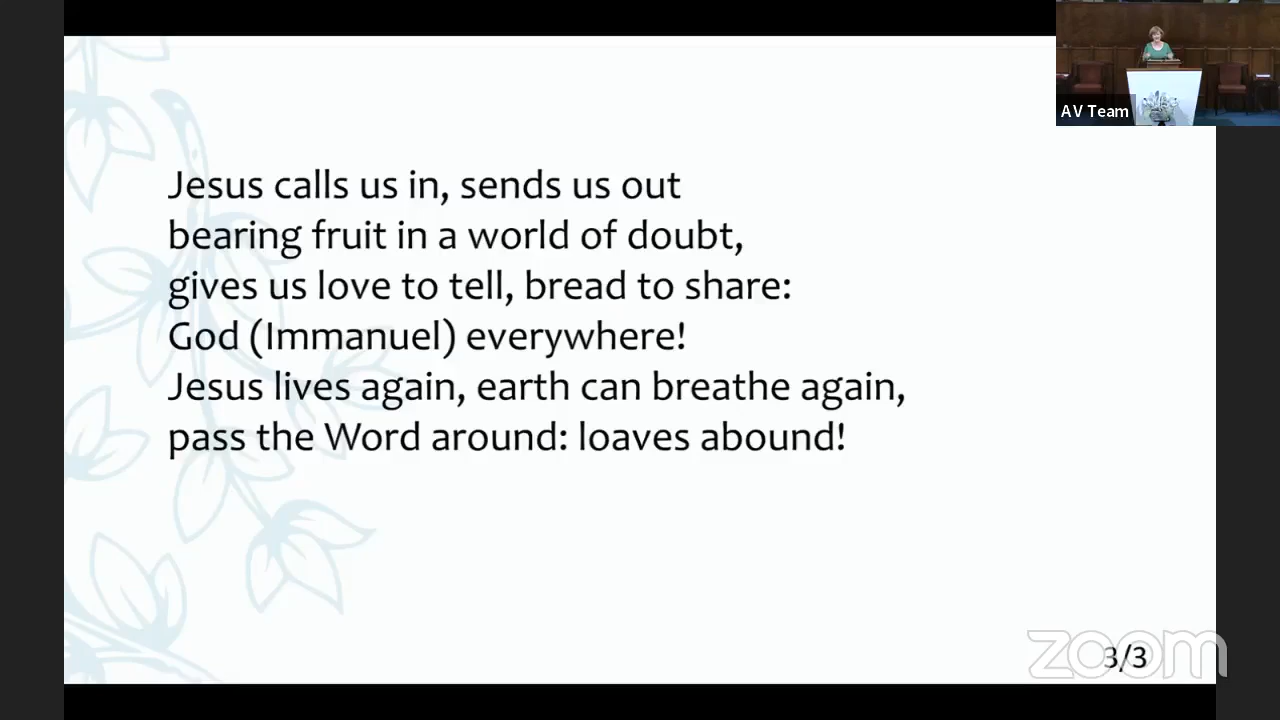 Jesus calls us in, sends us out
bearing fruit in a world of doubt,
gives us love to tell, bread to share:
God (Immanuel) everywhere!
Jesus lives again, earth can breathe again,
pass the Word around: loaves abound!
AV Team
zoom
3/3